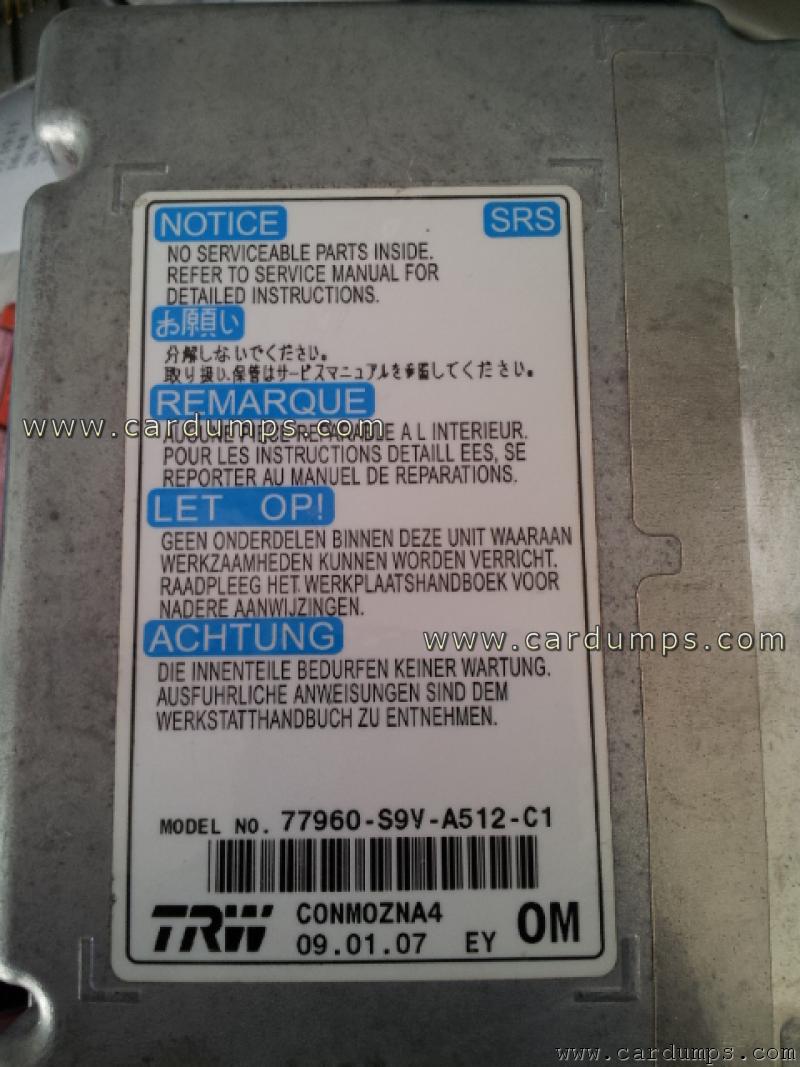 NOTICE SRS
NO SERVICEABLE PARTS INSIDE.
REFER TO SERVICE MANUAL FOR
DETAILED INSTRUCTIONS.
お願い
分解しないでください。
取り扱い、保管はサービスマニュアルを参照してください。
REMARQUE
www.cardumps.com
AUCUNE PIECE REPARABLE A L INTERIEUR.
POUR LES INSTRUCTIONS DETAILL EES, SE
REPORTER AU MANUEL DE REPARATIONS.
LET OP!
GEEN ONDERDELEN BINNEN DEZE UNIT WAARAAN
WERKZAAMHEDEN KUNNEN WORDEN VERRICHT.
RAADPLEEG HET WERKPLAATSHANDBOEK VOOR
NADERE AANWIJZINGEN.
ACHTUNG
www.cardumps.com
DIE INNENTEILE BEDURFEN KEINER WARTUNG.
AUSFUHRLICHE ANWEISUNGEN SIND DEM
WERKSTATTHANDBUCH ZU ENTNEHMEN.
MODEL NO. 77960-S9V-A512-C1
TRW CONMOZNA4
09.01.07 EY OM
www.cardumps.com